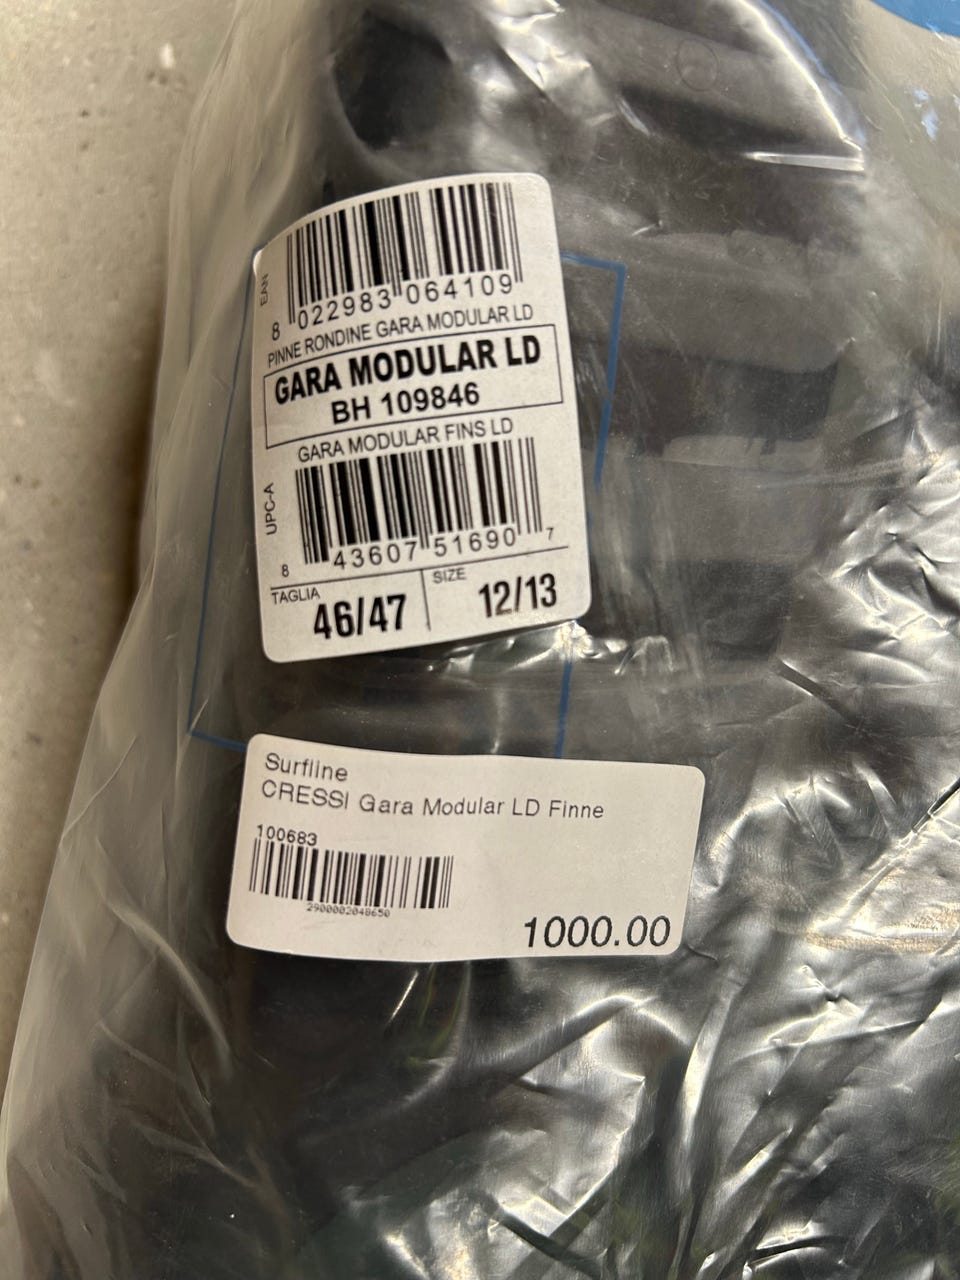 EAN
8 022983 064109
PINNE RONDINE GARA MODULAR LD
GARA MODULAR LD
BH 109846
GARA MODULAR FINS LD
UPC-A
8 43607 51690 7
TAGLIA 46/47 SIZE 12/13
Surfline
CRESSI Gara Modular LD Finne
100683
2900002048650
1000.00